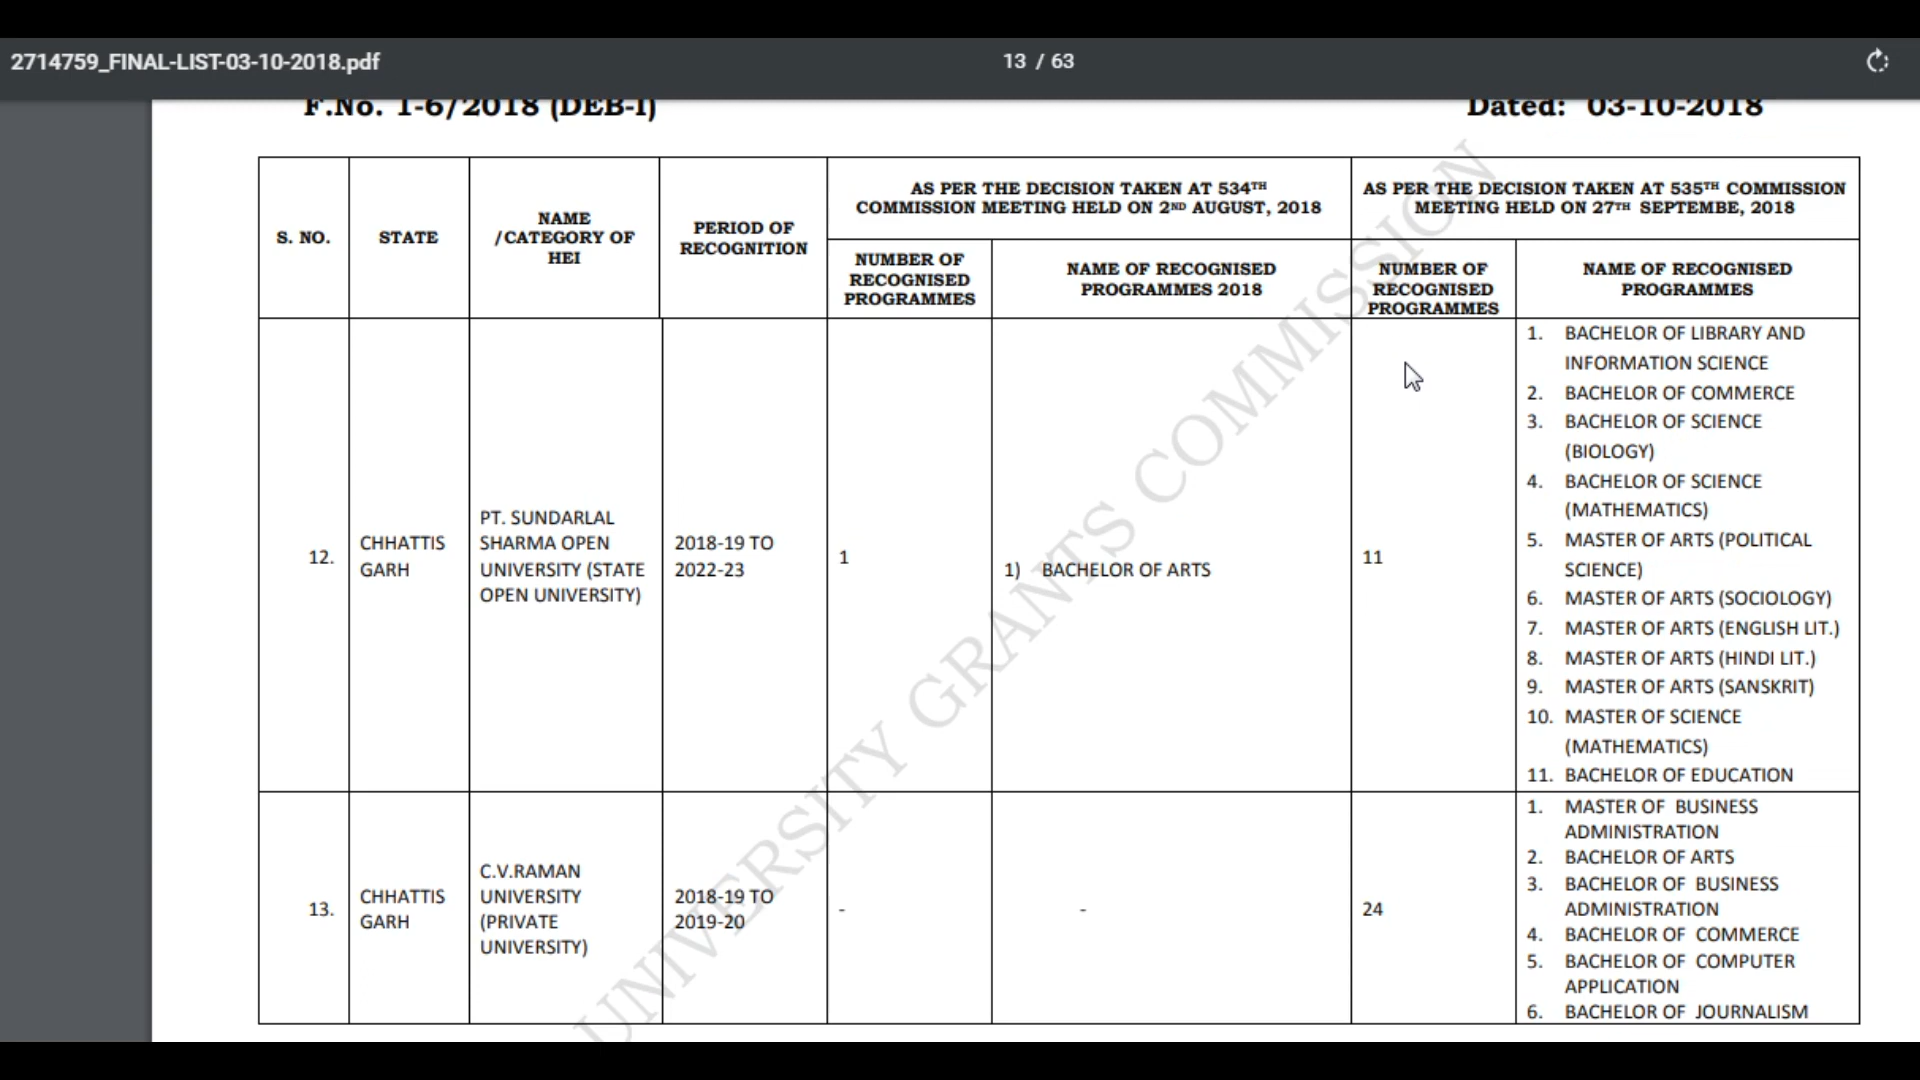 2714759_FINAL-LIST-03-10-2018.pdf
13 / 63
F.No. 1-6/2018 (DEB-I)
Dated: 03-10-2018
S. NO.
STATE
NAME
/CATEGORY OF
HEI
PERIOD OF
RECOGNITION
AS PER THE DECISION TAKEN AT 534TH
COMMISSION MEETING HELD ON 2ND AUGUST, 2018
AS PER THE DECISION TAKEN AT 535TH COMMISSION
MEETING HELD ON 27TH SEPTEMBE, 2018
NUMBER OF
RECOGNISED
PROGRAMMES
NAME OF RECOGNISED
PROGRAMMES 2018
NUMBER OF
RECOGNISED
PROGRAMMES
NAME OF RECOGNISED
PROGRAMMES
12.
CHHATTIS
GARH
PT. SUNDARLAL
SHARMA OPEN
UNIVERSITY (STATE
OPEN UNIVERSITY)
2018-19 TO
2022-23
1
1) BACHELOR OF ARTS
11
1. BACHELOR OF LIBRARY AND
INFORMATION SCIENCE
2. BACHELOR OF COMMERCE
3. BACHELOR OF SCIENCE
(BIOLOGY)
4. BACHELOR OF SCIENCE
(MATHEMATICS)
5. MASTER OF ARTS (POLITICAL
SCIENCE)
6. MASTER OF ARTS (SOCIOLOGY)
7. MASTER OF ARTS (ENGLISH LIT.)
8. MASTER OF ARTS (HINDI LIT.)
9. MASTER OF ARTS (SANSKRIT)
10. MASTER OF SCIENCE
(MATHEMATICS)
11. BACHELOR OF EDUCATION
13.
CHHATTIS
GARH
C.V.RAMAN
UNIVERSITY
(PRIVATE
UNIVERSITY)
2018-19 TO
2019-20
-
-
24
1. MASTER OF BUSINESS
ADMINISTRATION
2. BACHELOR OF ARTS
3. BACHELOR OF BUSINESS
ADMINISTRATION
4. BACHELOR OF COMMERCE
5. BACHELOR OF COMPUTER
APPLICATION
6. BACHELOR OF JOURNALISM
UNIVERSITY GRANTS COMMISSION